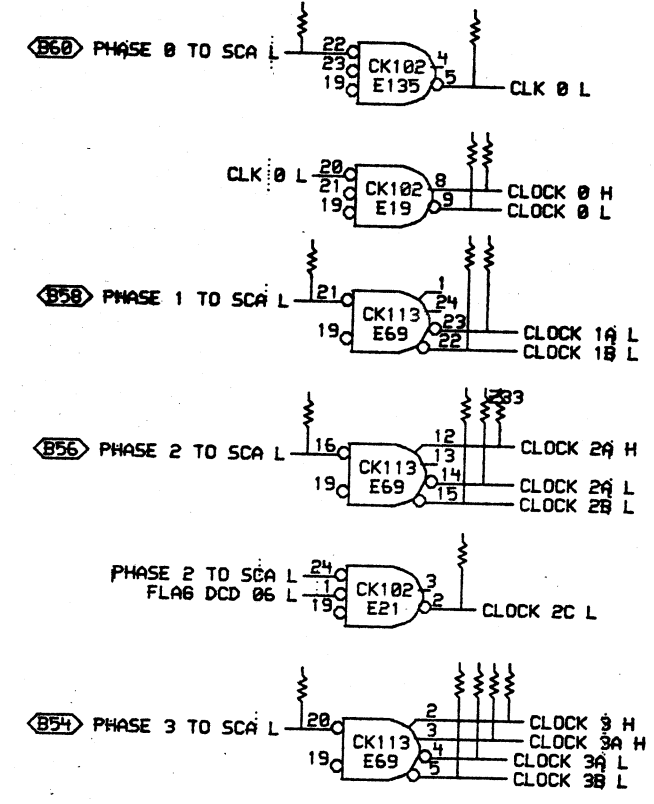 B60 PHASE 0 TO SCA L 22 4
23 CK102 5
19 E135 CLK 0 L
CLK 0 L 20 8
21 CK102 9 CLOCK 0 H
19 E19 CLOCK 0 L
B58 PHASE 1 TO SCA L 21 1
24
CK113 23
19 E69 22 CLOCK 1A L
CLOCK 1B L
B56 PHASE 2 TO SCA L 16 12 CLOCK 2A H
CK113 13
19 E69 14 CLOCK 2A L
15 CLOCK 2B L
PHASE 2 TO SCA L 24 3
FLAG DCD 06 L 1 CK102 2
19 E21 CLOCK 2C L
B54 PHASE 3 TO SCA L 20 2 CLOCK 3 H
CK113 3 CLOCK 3A H
19 E69 4 CLOCK 3A L
5 CLOCK 3B L